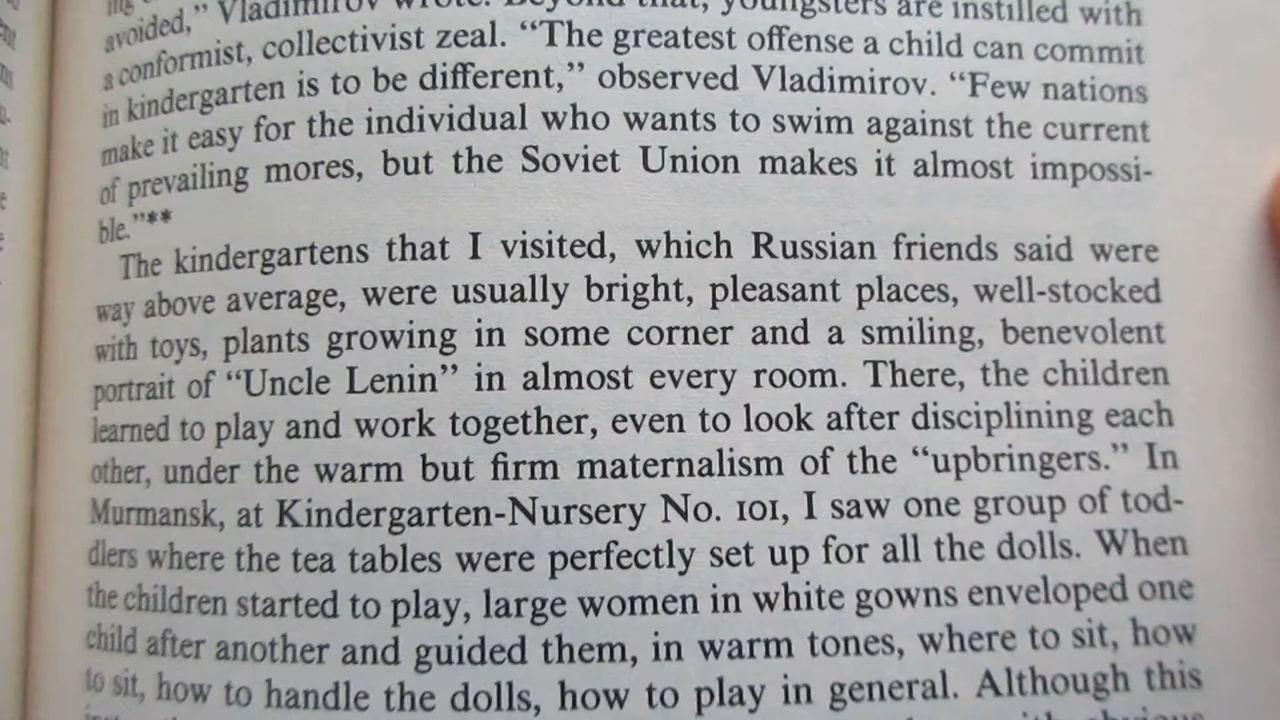 avoided,” Vladimirov wrote. Beyond that, youngsters are instilled with
a conformist, collectivist zeal. “The greatest offense a child can commit
in kindergarten is to be different,” observed Vladimirov. “Few nations
make it easy for the individual who wants to swim against the current
of prevailing mores, but the Soviet Union makes it almost impossi-
ble.”**
The kindergartens that I visited, which Russian friends said were
way above average, were usually bright, pleasant places, well-stocked
with toys, plants growing in some corner and a smiling, benevolent
portrait of “Uncle Lenin” in almost every room. There, the children
learned to play and work together, even to look after disciplining each
other, under the warm but firm maternalism of the “upbringers.” In
Murmansk, at Kindergarten-Nursery No. 101, I saw one group of tod-
dlers where the tea tables were perfectly set up for all the dolls. When
the children started to play, large women in white gowns enveloped one
child after another and guided them, in warm tones, where to sit, how
to sit, how to handle the dolls, how to play in general. Although this